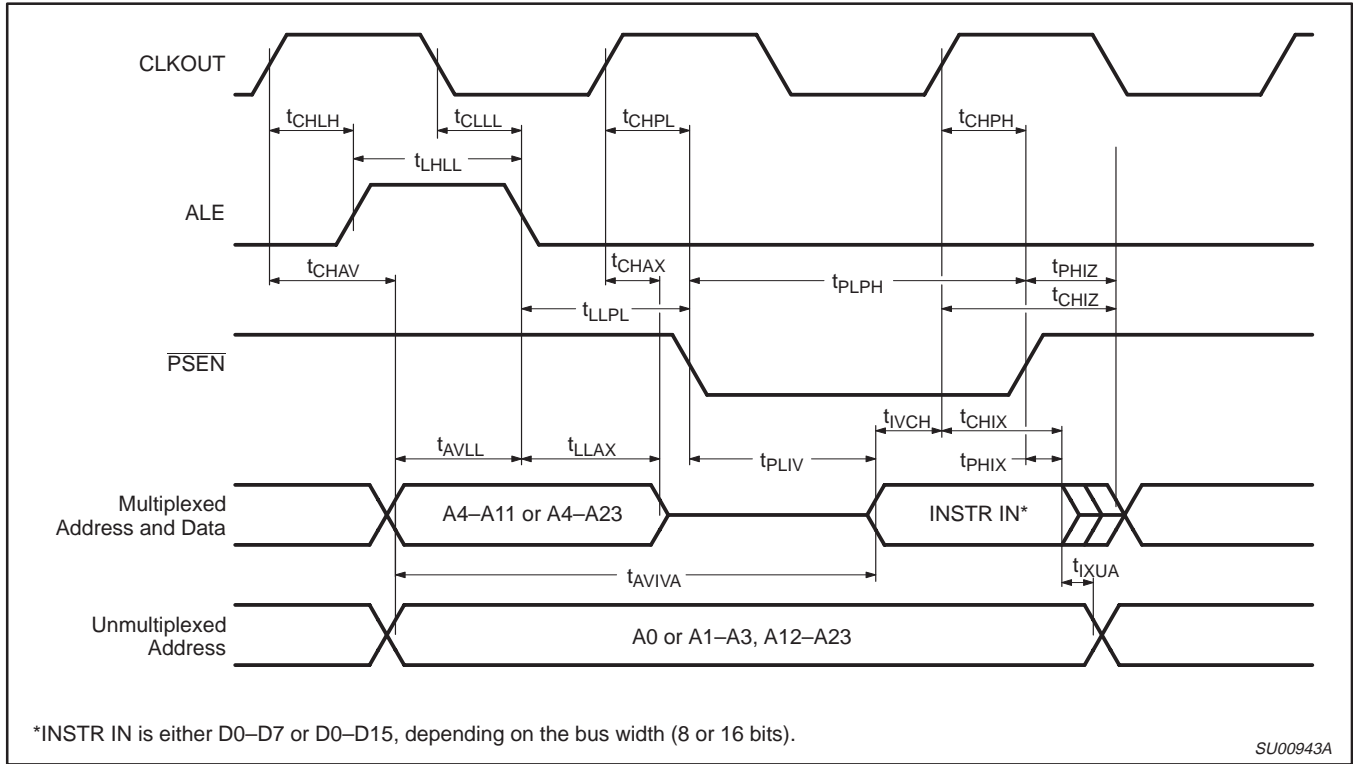 CLKOUT
tCHLH
tCLLL
tCHPL
tCHPH
tLHLL
ALE
tCHAV
tCHAX
tPLPH
tPHIZ
tLLPL
tCHIZ
PSEN
tIVCH
tCHIX
tAVLL
tLLAX
tPLIV
tPHIX
Multiplexed
Address and Data
A4–A11 or A4–A23
INSTR IN*
tAVIVA
tIXUA
Unmultiplexed
Address
A0 or A1–A3, A12–A23
*INSTR IN is either D0–D7 or D0–D15, depending on the bus width (8 or 16 bits).
SU00943A